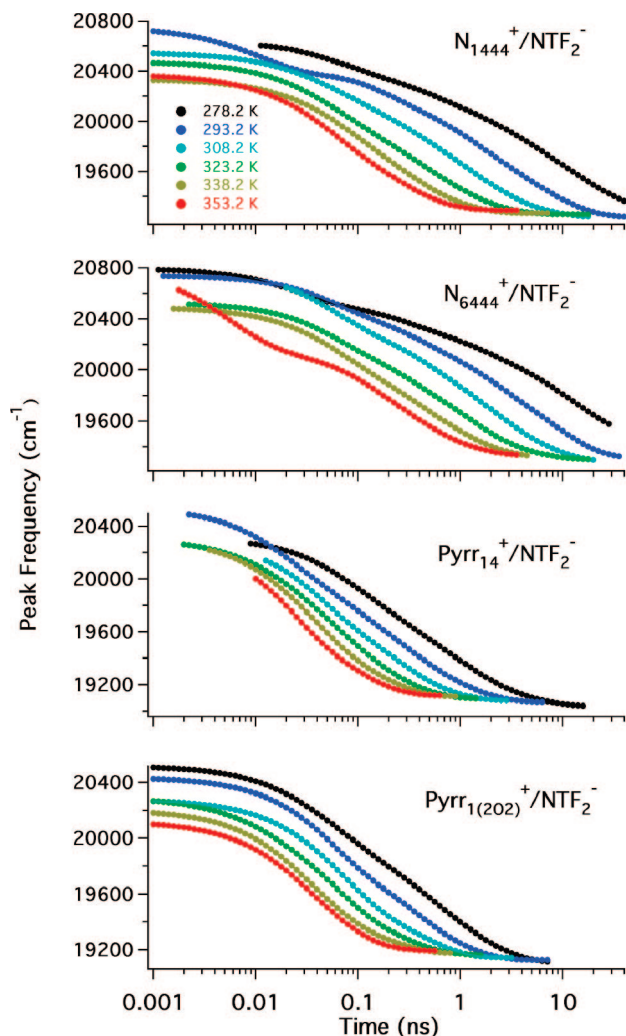 20800
20400
20000
19600
N₁₄₄₄⁺/NTF₂⁻
278.2 K
293.2 K
308.2 K
323.2 K
338.2 K
353.2 K
20800
20400
20000
19600
N₆₄₄₄⁺/NTF₂⁻
Peak Frequency (cm⁻¹)
20400
20000
19600
19200
Pyrr₁₄⁺/NTF₂⁻
20400
20000
19600
19200
Pyrr₁₍₂₀₂₎⁺/NTF₂⁻
0.001 0.01 0.1 1 10
Time (ns)